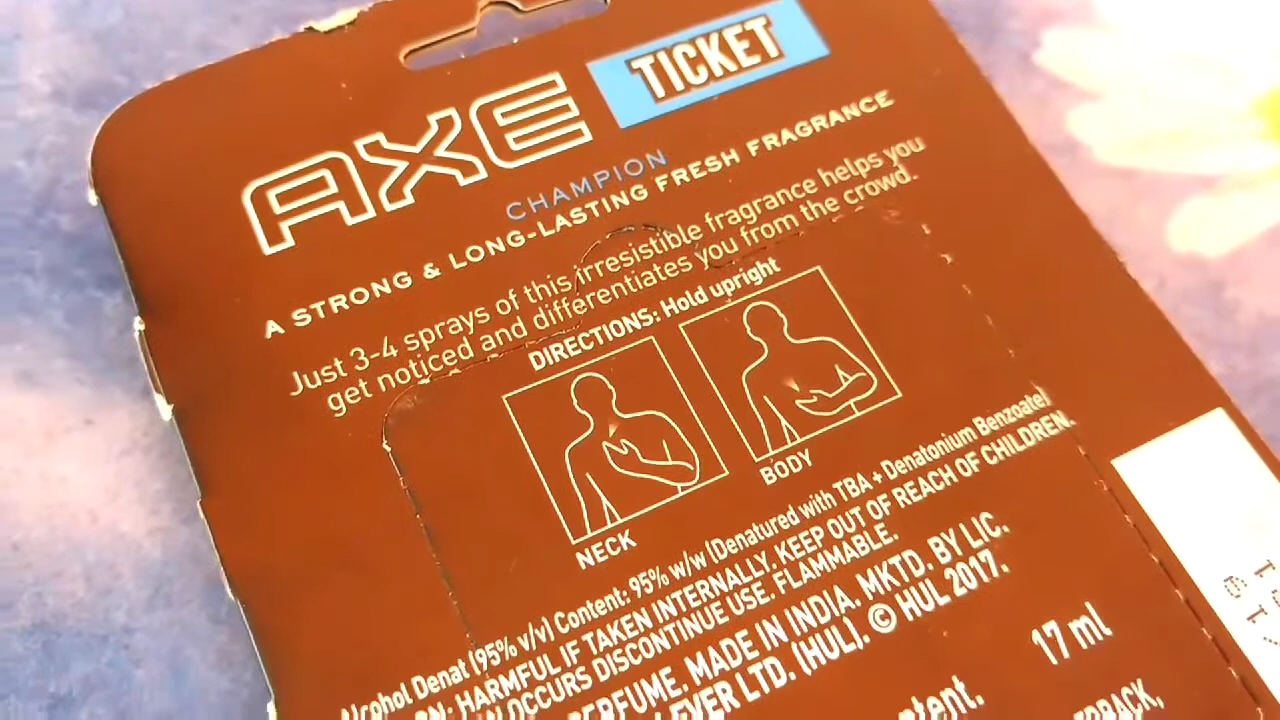 AXE TICKET
CHAMPION
A STRONG & LONG-LASTING FRESH FRAGRANCE
Just 3-4 sprays of this irresistible fragrance helps you
get noticed and differentiates you from the crowd.
DIRECTIONS: Hold upright
NECK BODY
Alcohol Denat (95% v/v) Content: 95% w/w (Denatured with TBA + Denatonium Benzoate)
HARMFUL IF TAKEN INTERNALLY. KEEP OUT OF REACH OF CHILDREN.
OCCURS DISCONTINUE USE. FLAMMABLE.
PERFUME. MADE IN INDIA. MKTD. BY LIC.
LTD. (HUL). © HUL 2017.
17 ml